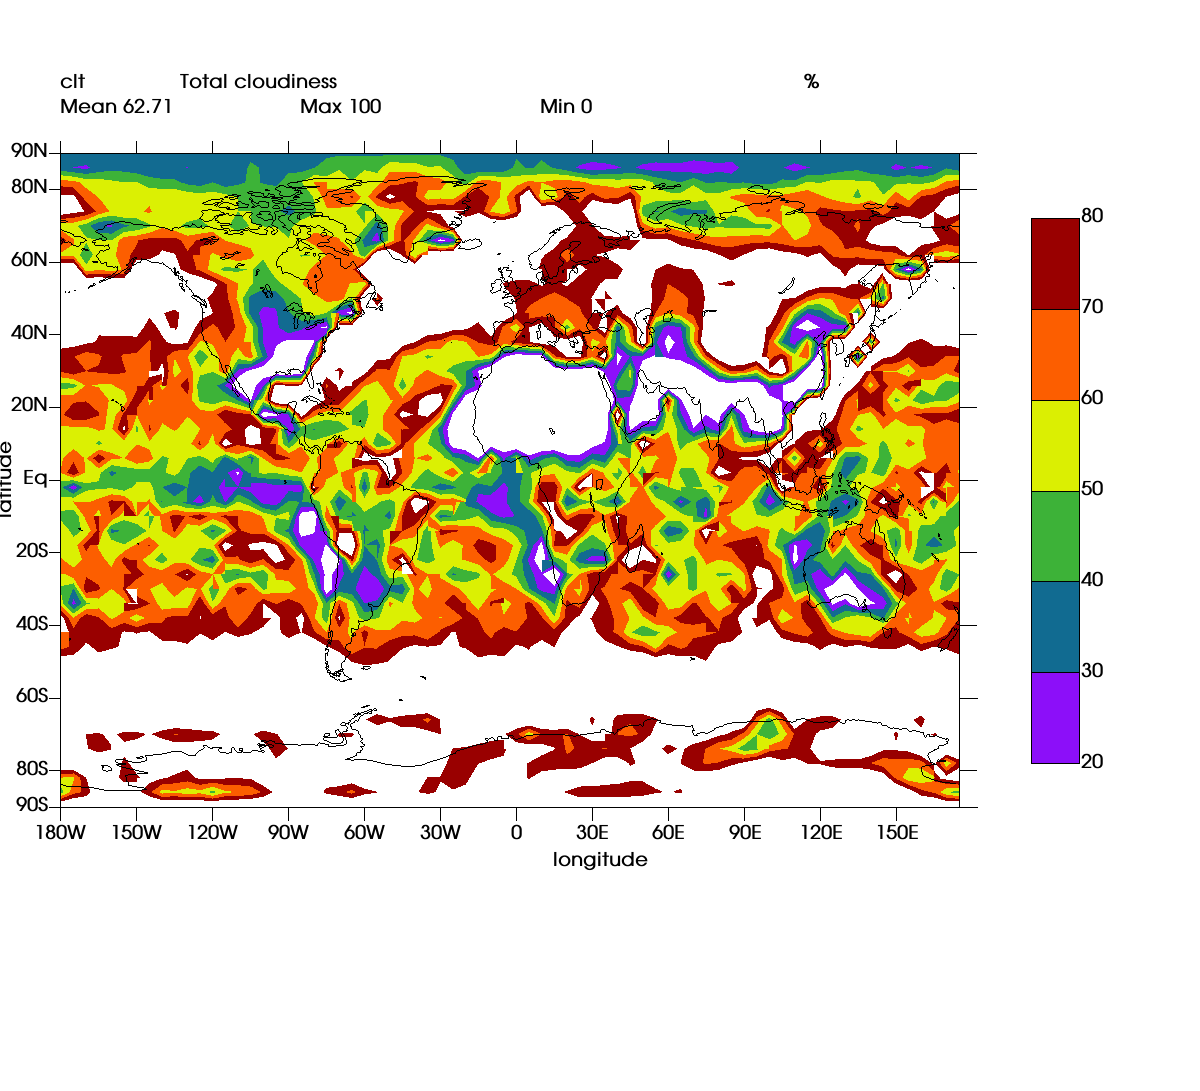 clt Total cloudiness %
Mean 62.71 Max 100 Min 0
90N
80N
60N
40N
20N
Eq
20S
40S
60S
80S
90S
latitude
180W 150W 120W 90W 60W 30W 0 30E 60E 90E 120E 150E
longitude
80
70
60
50
40
30
20